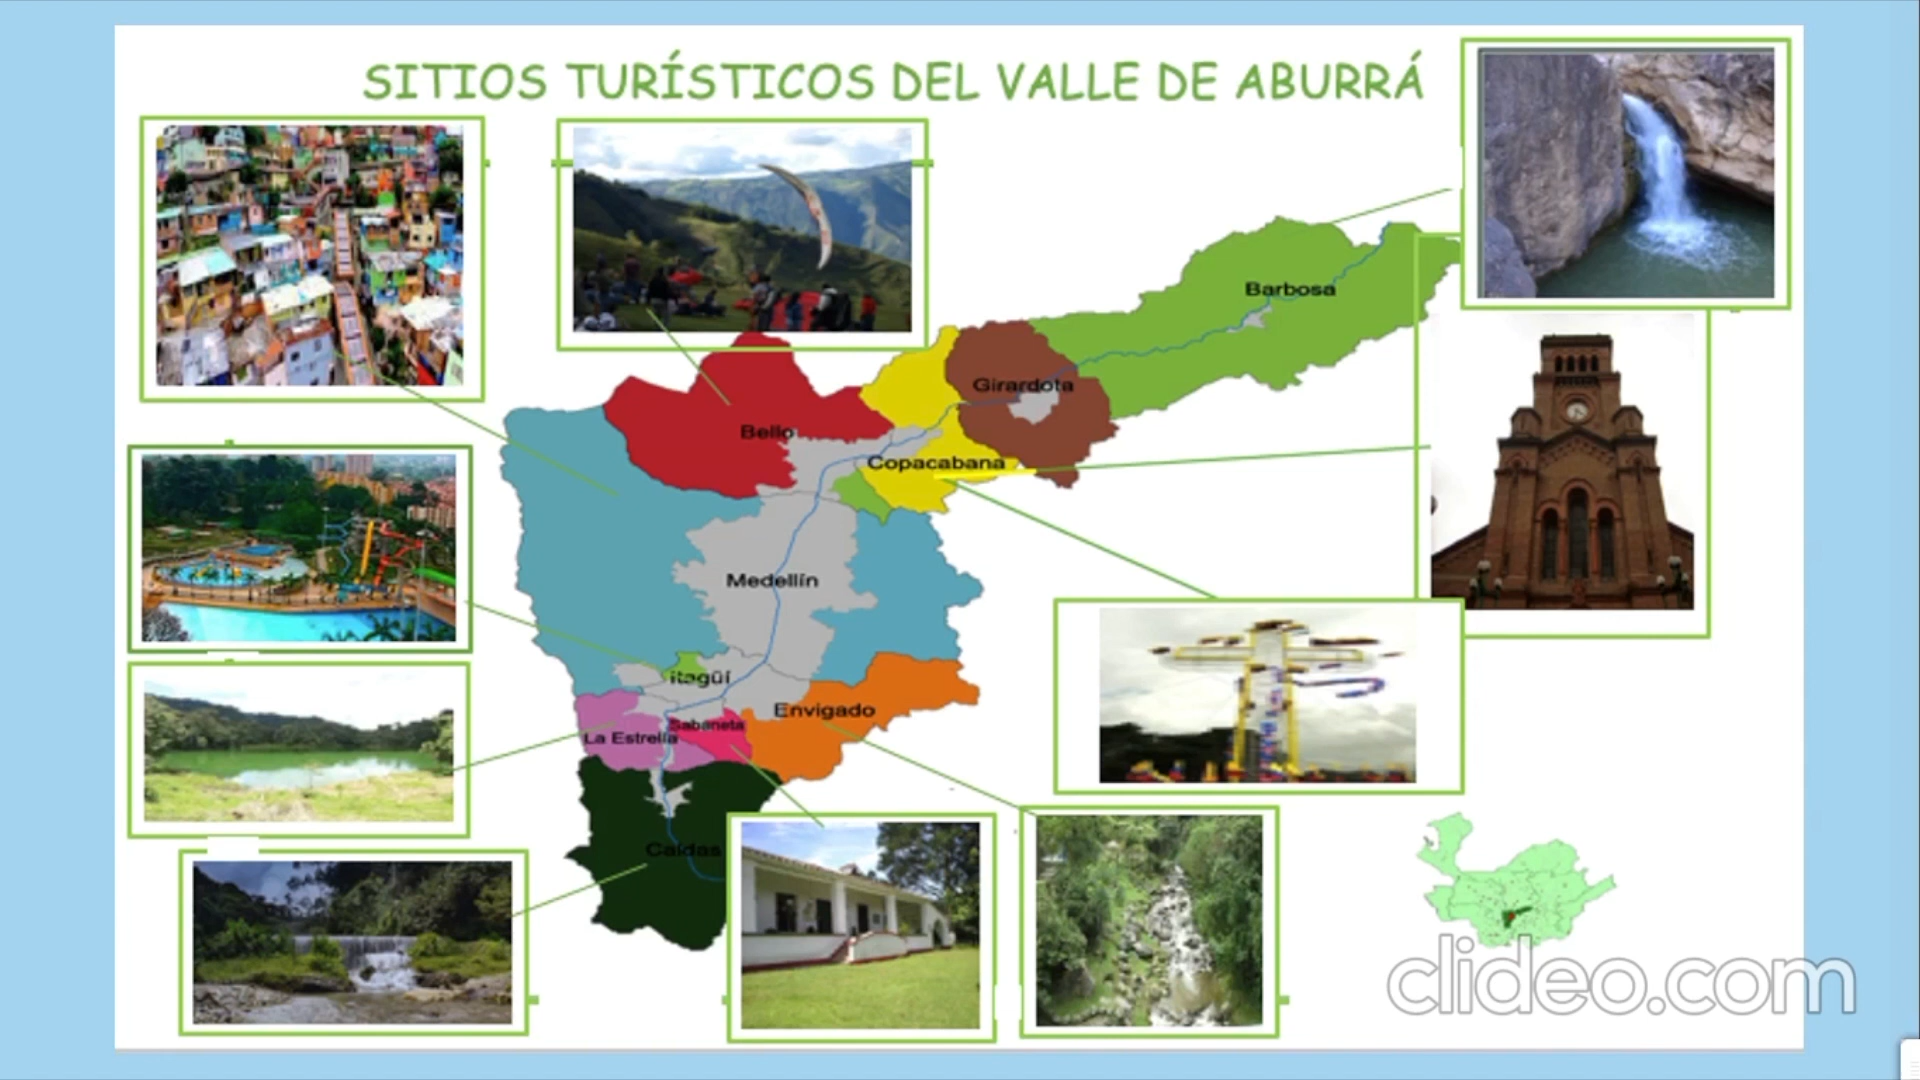 SITIOS TURÍSTICOS DEL VALLE DE ABURRÁ
Barbosa
Girardota
Bello
Copacabana
Medellín
itagüí
Envigado
Sabaneta
La Estrella
Caldas
clideo.com